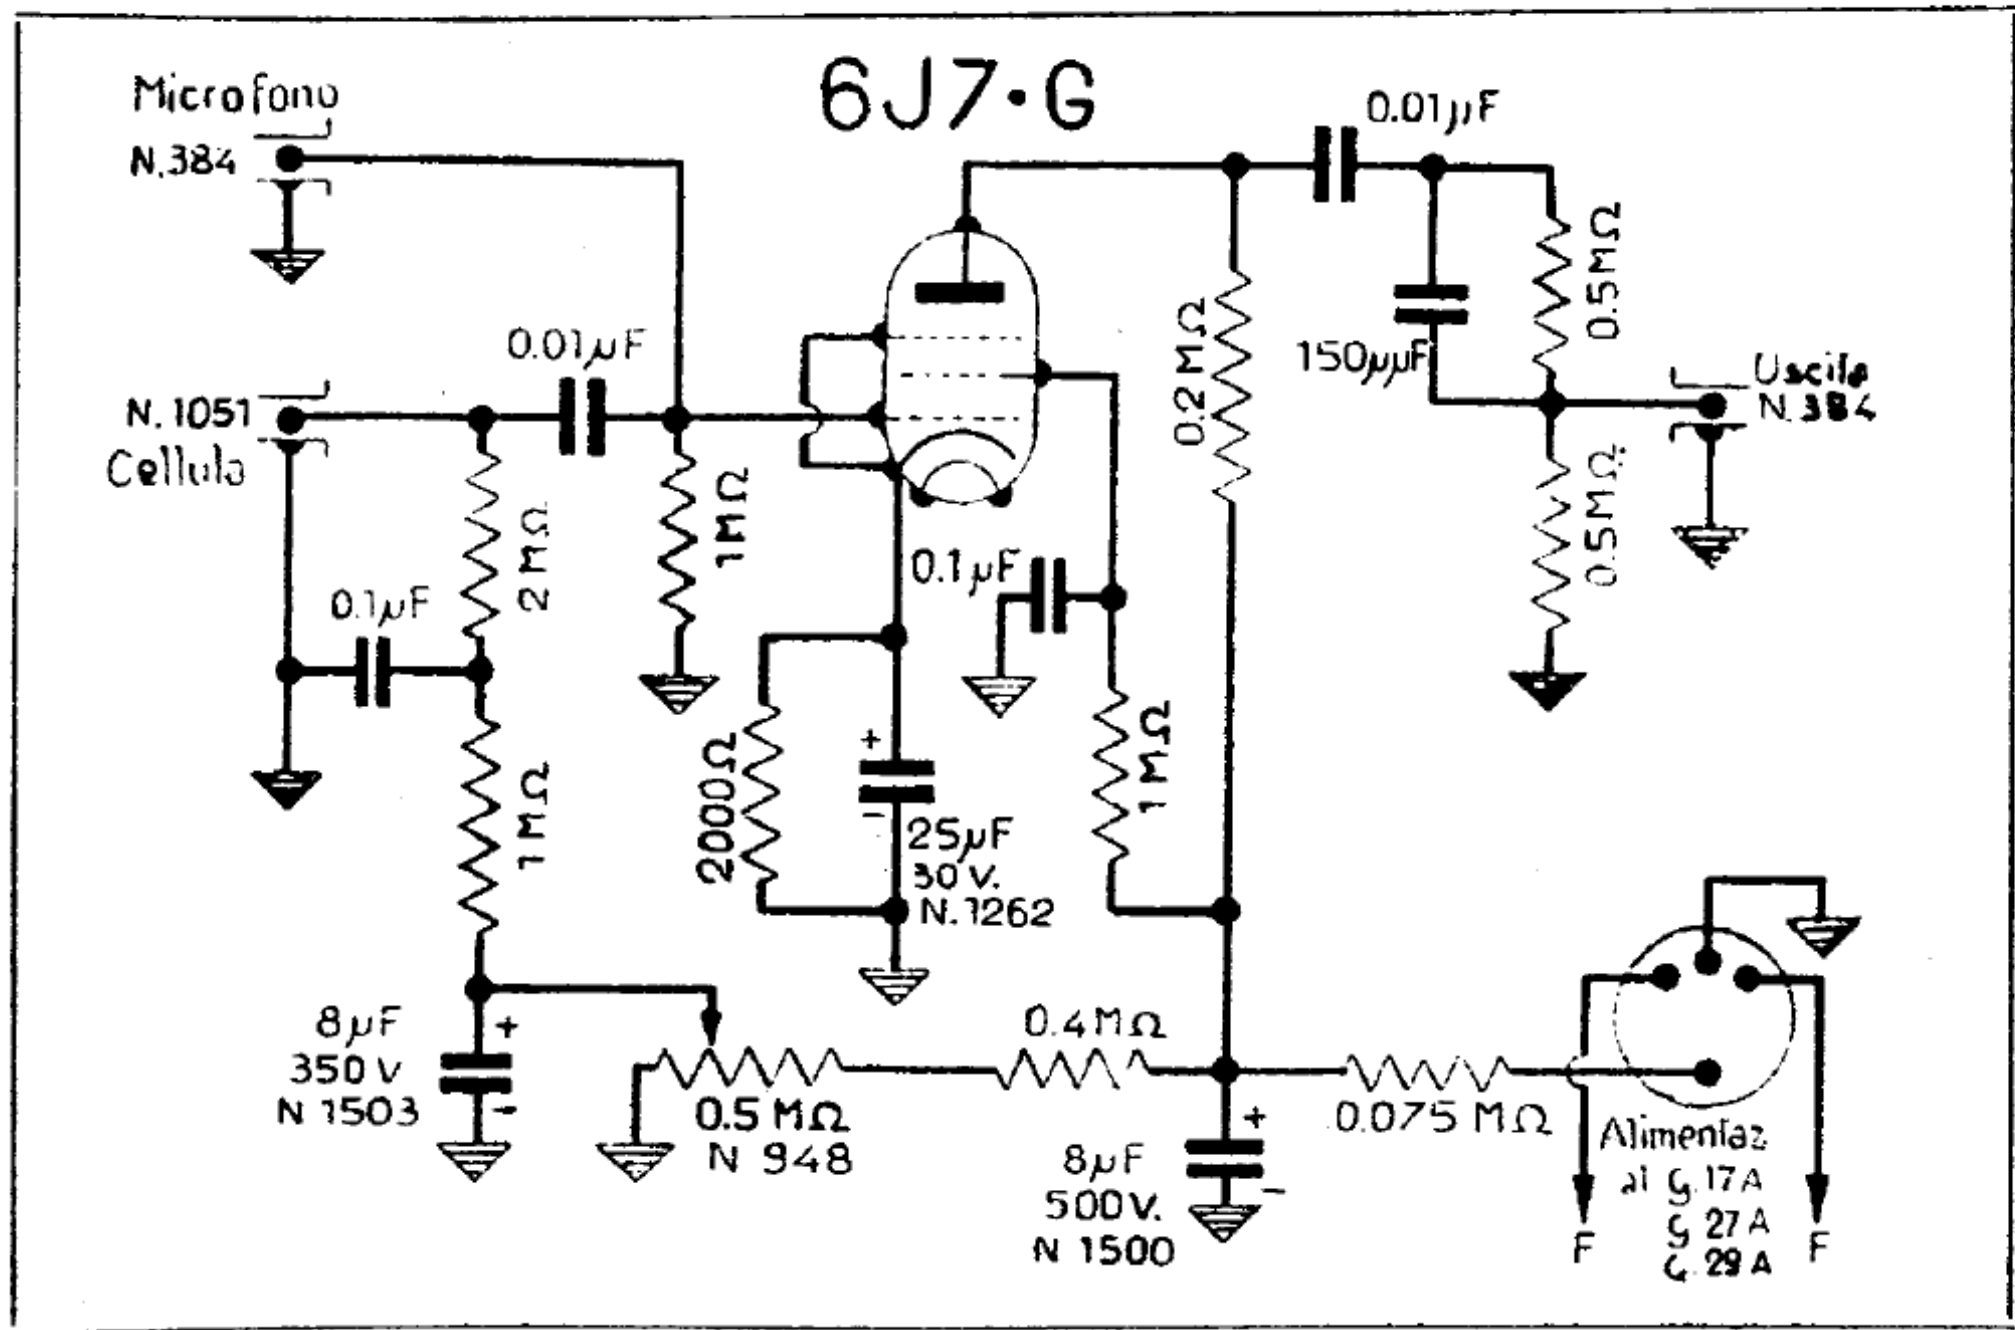 6J7·G
Microfono
N.384
0.01µF
0.5MΩ
0.2MΩ
150µµF
Uscita
N.384
0.01µF
N.1051
Cellula
2MΩ
1MΩ
0.1µF
0.1µF
0.5MΩ
1MΩ
2000Ω
+
-
25µF
30V.
N.1262
1MΩ
8µF
350V
N 1503
+
-
0.5MΩ
N 948
0.4MΩ
0.075MΩ
8µF
500V.
N 1500
+
-
Alimentaz
al G.17A
G 27A
G.29A
F
F